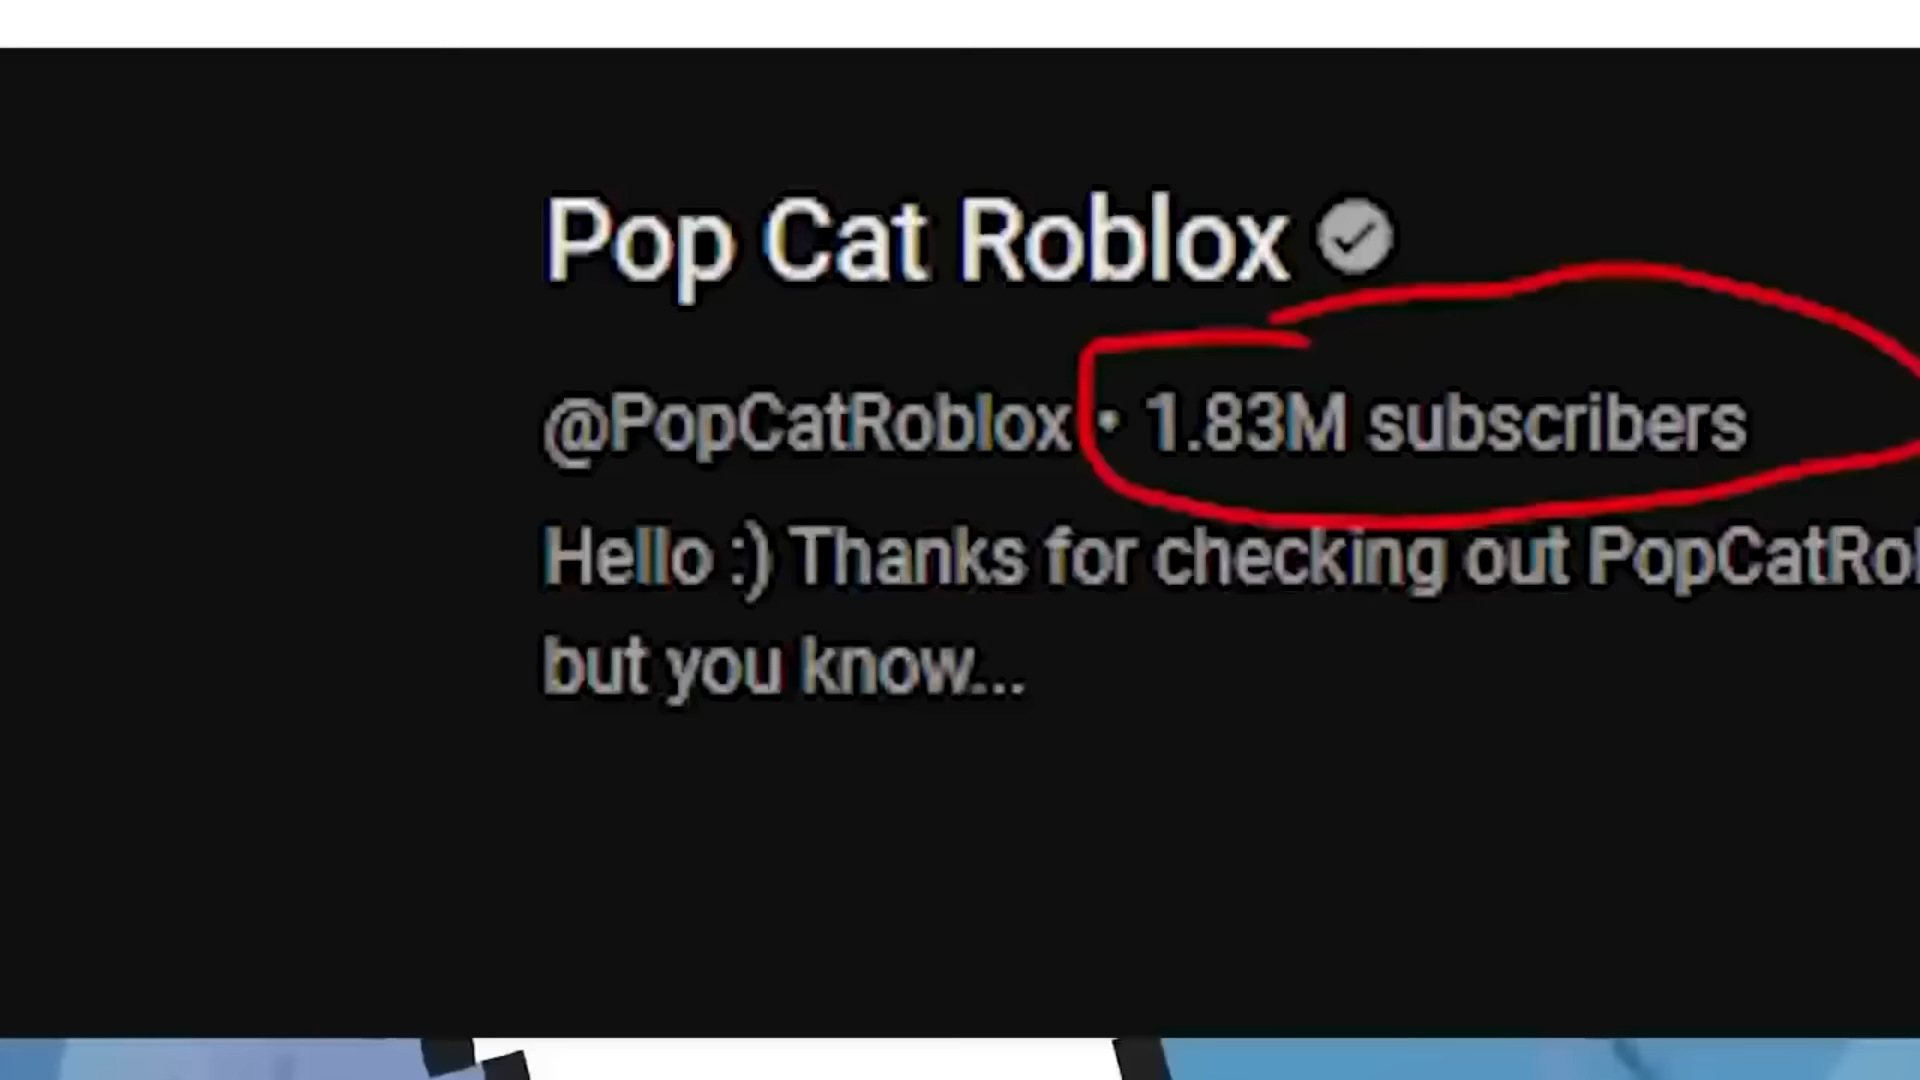 Pop Cat Roblox
@PopCatRoblox • 1.83M subscribers
Hello :) Thanks for checking out
but you know...